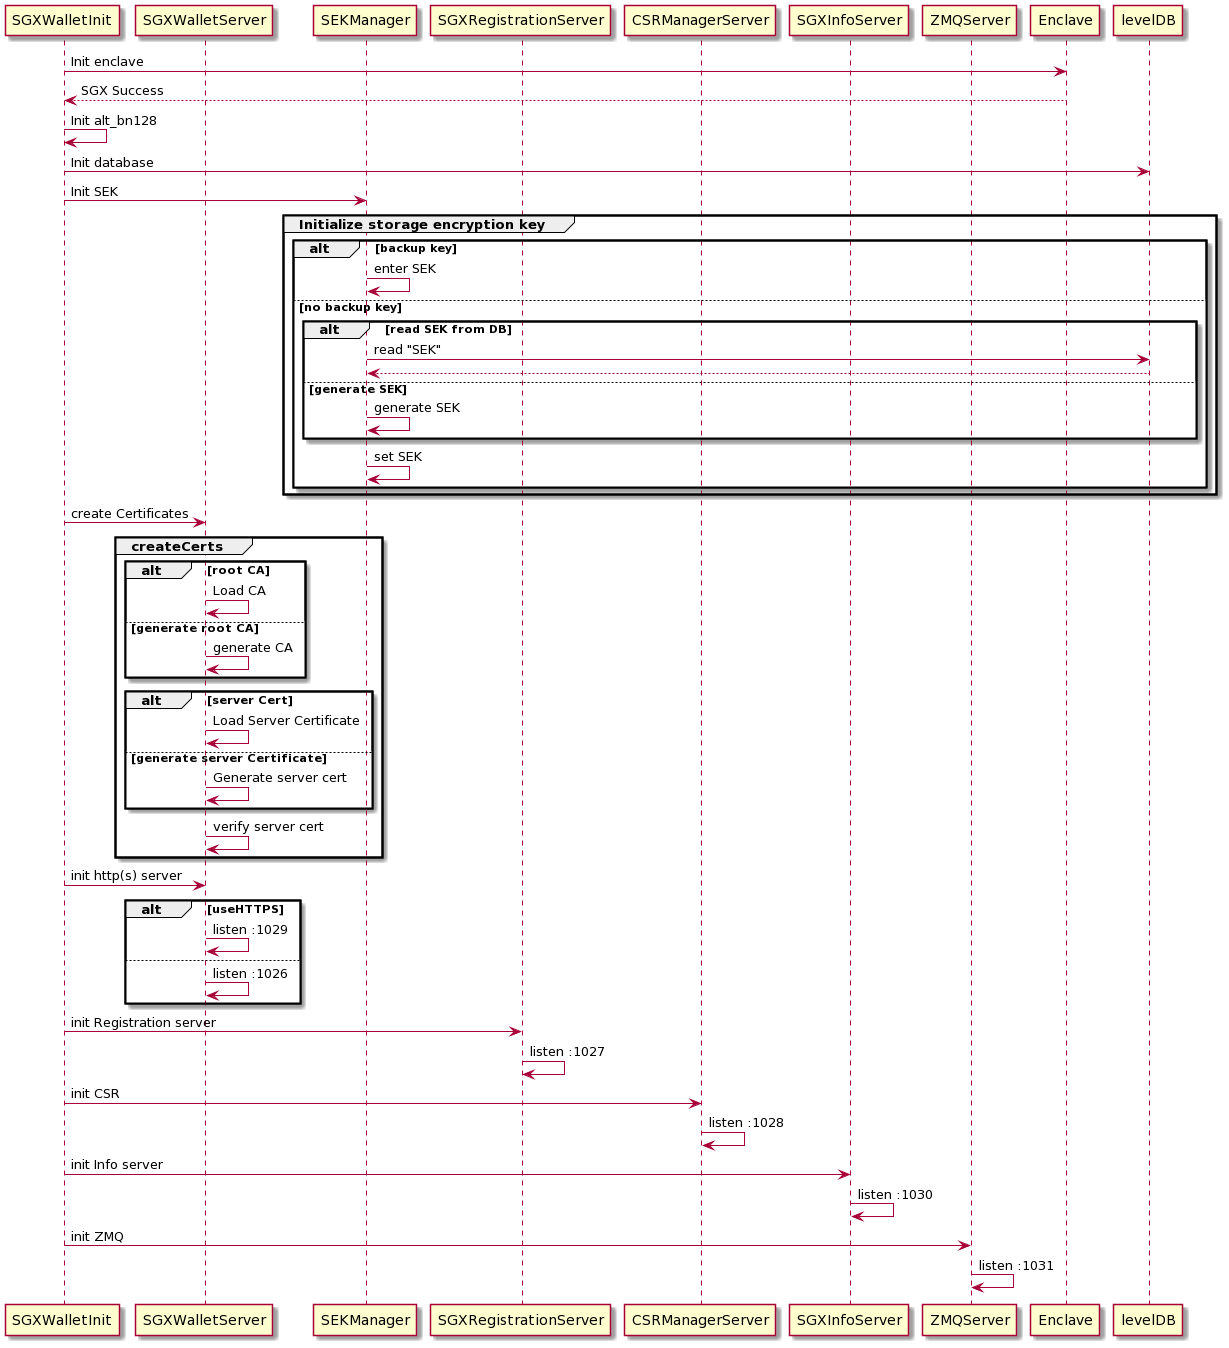 SGXWalletInit SGXWalletServer SEKManager SGXRegistrationServer CSRManagerServer SGXInfoServer ZMQServer Enclave levelDB
Init enclave
SGX Success
Init alt_bn128
Init database
Init SEK
Initialize storage encryption key
alt [backup key]
enter SEK
[no backup key]
alt [read SEK from DB]
read "SEK"
[generate SEK]
generate SEK
set SEK
create Certificates
createCerts
alt [root CA]
Load CA
[generate root CA]
generate CA
alt [server Cert]
Load Server Certificate
[generate server Certificate]
Generate server cert
verify server cert
init http(s) server
alt [useHTTPS]
listen :1029
listen :1026
init Registration server
listen :1027
init CSR
listen :1028
init Info server
listen :1030
init ZMQ
listen :1031
SGXWalletInit SGXWalletServer SEKManager SGXRegistrationServer CSRManagerServer SGXInfoServer ZMQServer Enclave levelDB